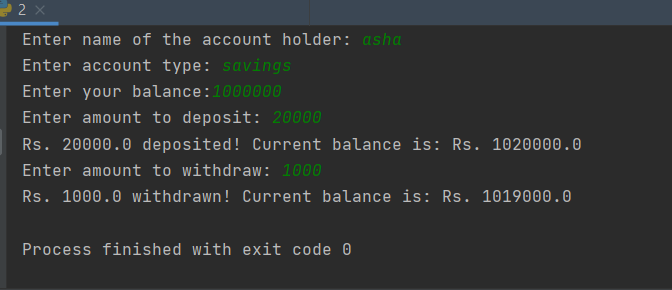 2
Enter name of the account holder: asha
Enter account type: savings
Enter your balance:1000000
Enter amount to deposit: 20000
Rs. 20000.0 deposited! Current balance is: Rs. 1020000.0
Enter amount to withdraw: 1000
Rs. 1000.0 withdrawn! Current balance is: Rs. 1019000.0
Process finished with exit code 0